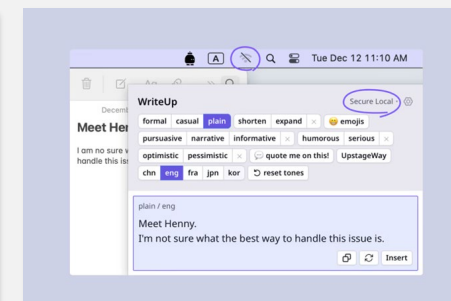 A Tue Dec 12 11:10 AM
Aa
Decemb
Meet Her
I am no sure w
handle this iss
WriteUp Secure Local
formal casual plain shorten expand × emojis
pursuasive narrative informative × humorous serious ×
optimistic pessimistic × quote me on this! UpstageWay
chn eng fra jpn kor reset tones
plain / eng
Meet Henny.
I'm not sure what the best way to handle this issue is.
Insert